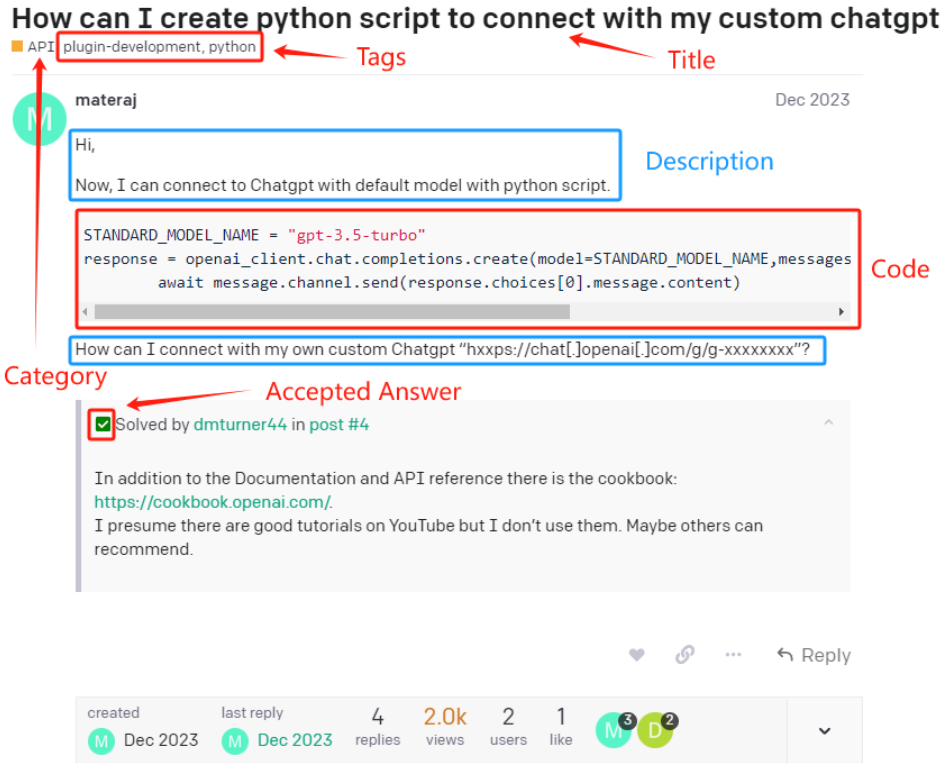 How can I create python script to connect with my custom chatgpt
API plugin-development, python
Tags
Title
M
materaj
Dec 2023
Hi,
Description
Now, I can connect to Chatgpt with default model with python script.
STANDARD_MODEL_NAME = "gpt-3.5-turbo"
response = openai_client.chat.completions.create(model=STANDARD_MODEL_NAME,messages
await message.channel.send(response.choices[0].message.content)
Code
How can I connect with my own custom Chatgpt “hxxps://chat[.]openai[.]com/g/g-xxxxxxxx”?
Category
Accepted Answer
Solved by dmturner44 in post #4
In addition to the Documentation and API reference there is the cookbook:
https://cookbook.openai.com/.
I presume there are good tutorials on YouTube but I don’t use them. Maybe others can
recommend.
Reply
created last reply 4 2.0k 2 1 M 3 D 2
M Dec 2023 M Dec 2023 replies views users like